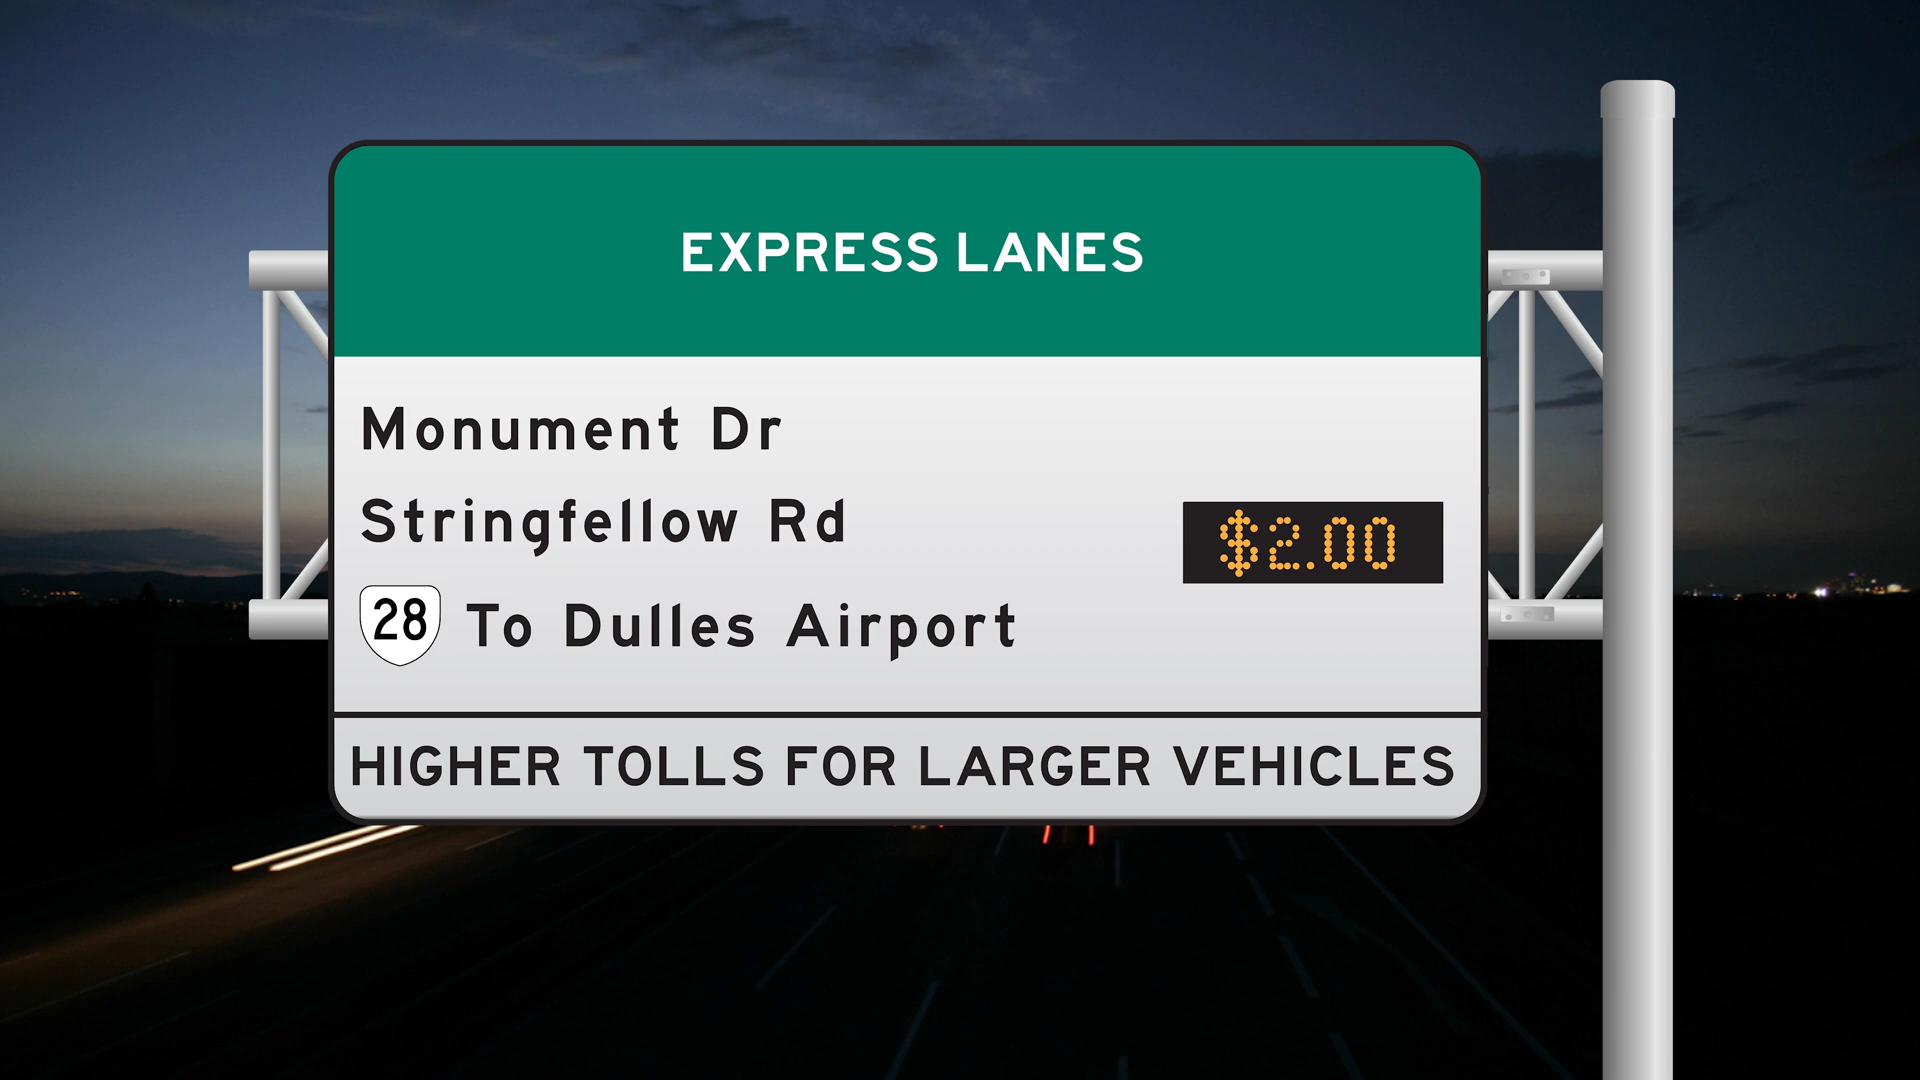 EXPRESS LANES
Monument Dr
Stringfellow Rd
$2.00
28 To Dulles Airport
HIGHER TOLLS FOR LARGER VEHICLES